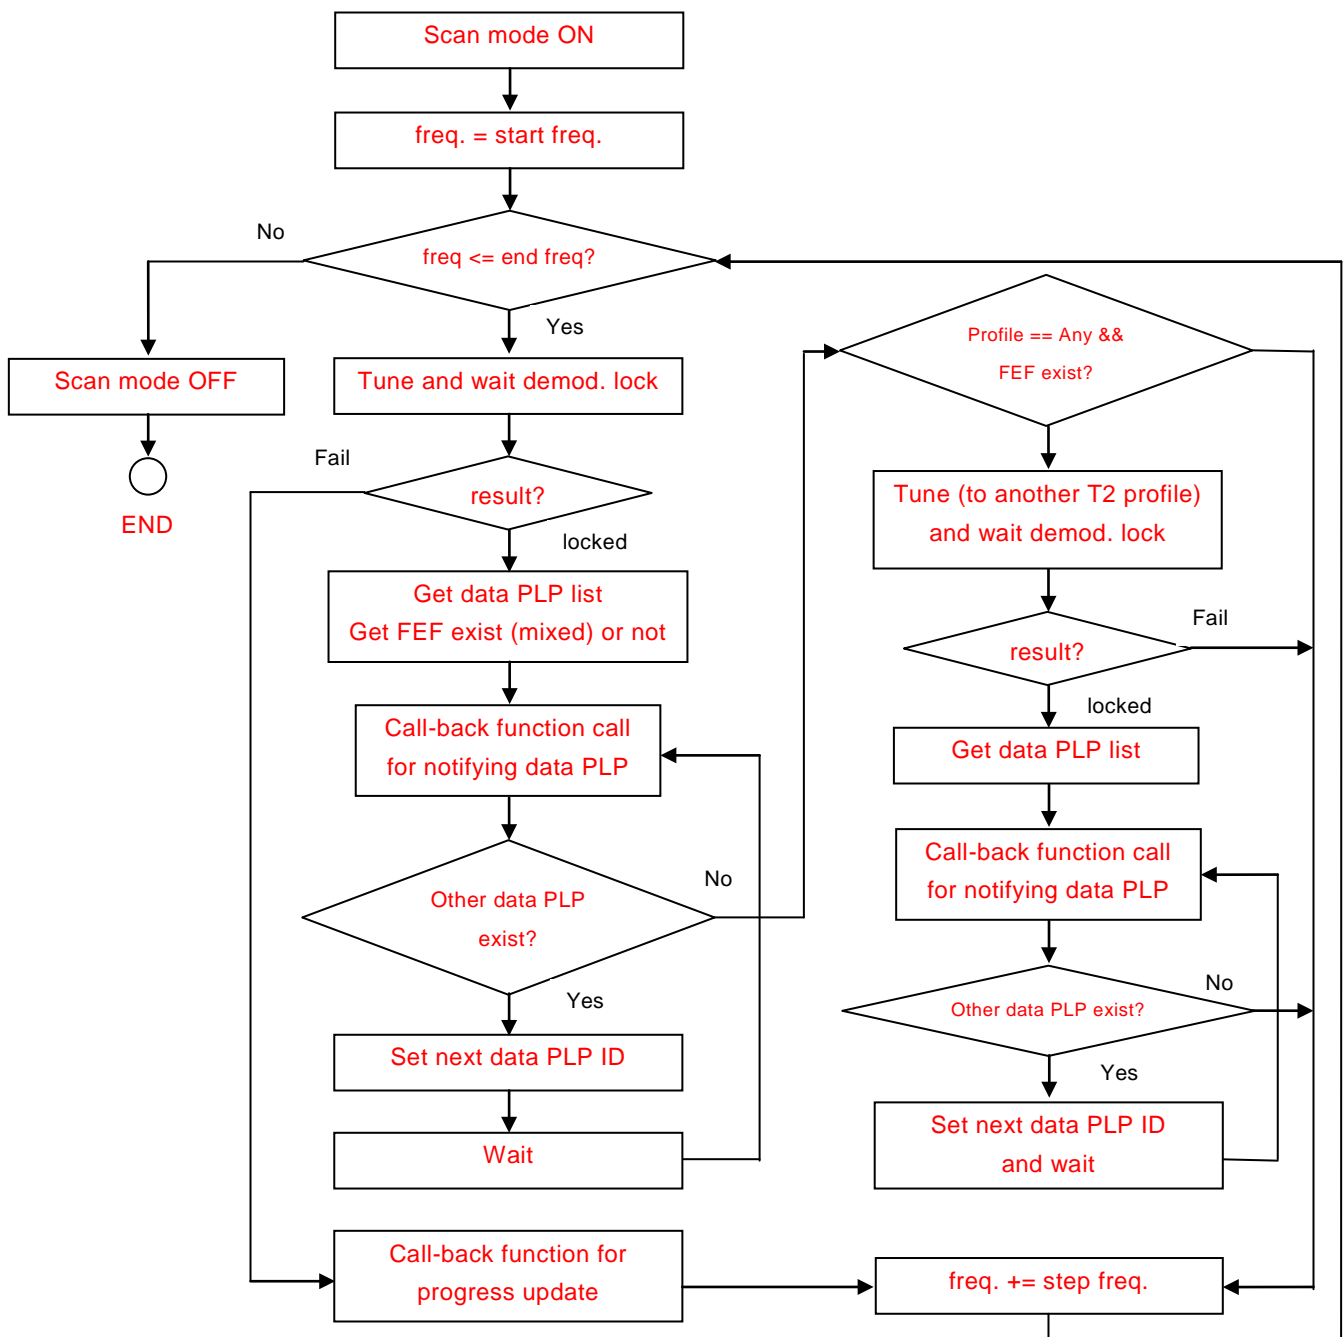 Scan mode ON
freq. = start freq.
No
freq <= end freq?
Yes
Scan mode OFF
END
Tune and wait demod. lock
Fail
result?
locked
Get data PLP list
Get FEF exist (mixed) or not
Call-back function call
for notifying data PLP
Other data PLP
exist?
No
Yes
Set next data PLP ID
Wait
Call-back function for
progress update
Profile == Any &&
FEF exist?
Tune (to another T2 profile)
and wait demod. lock
Fail
result?
locked
Get data PLP list
Call-back function call
for notifying data PLP
No
Other data PLP exist?
Yes
Set next data PLP ID
and wait
freq. += step freq.